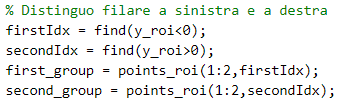 % Distinguo filare a sinistra e a destra
firstIdx = find(y_roi<0);
secondIdx = find(y_roi>0);
first_group = points_roi(1:2,firstIdx);
second_group = points_roi(1:2,secondIdx);